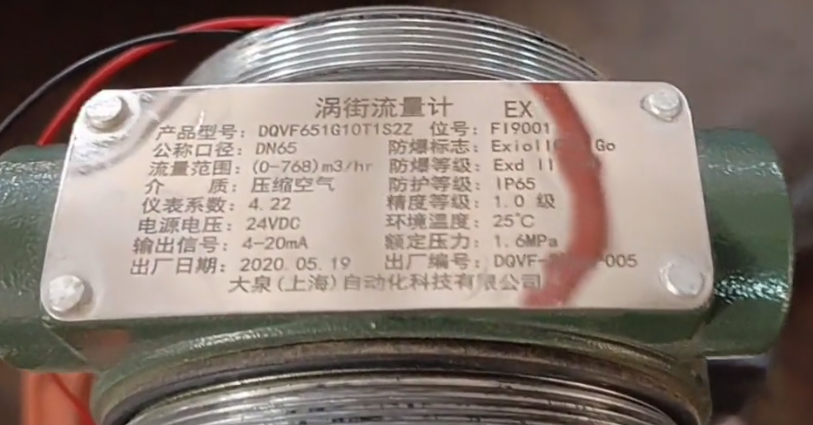 涡街流量计 EX
产品型号: DQVF651G10T1S2Z 位号: FI9001
公称口径: DN65 防爆标志: Go
流量范围: (0-768)m3/hr 防爆等级: Exd II
介 质: 压缩空气 防护等级: IP65
仪表系数: 4.22 精度等级: 1.0 级
电源电压: 24VDC 环境温度: 25℃
输出信号: 4-20mA 额定压力: 1.6MPa
出厂日期: 2020.05.19 出厂编号:
大泉(上海)自动化科技有限公司